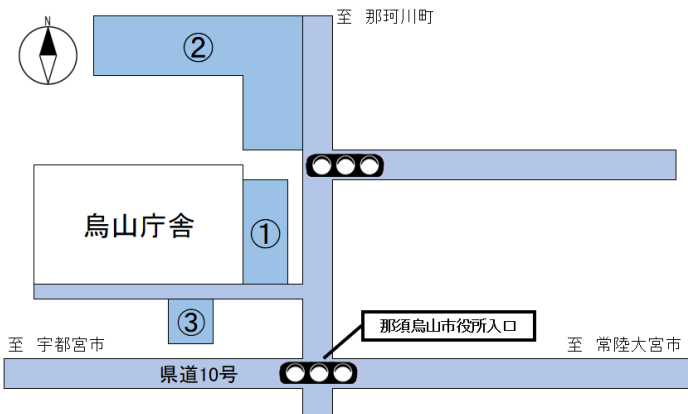 N
至 那珂川町
②
烏山庁舎
①
③
那須烏山市役所入口
至 宇都宮市
至 常陸大宮市
県道10号